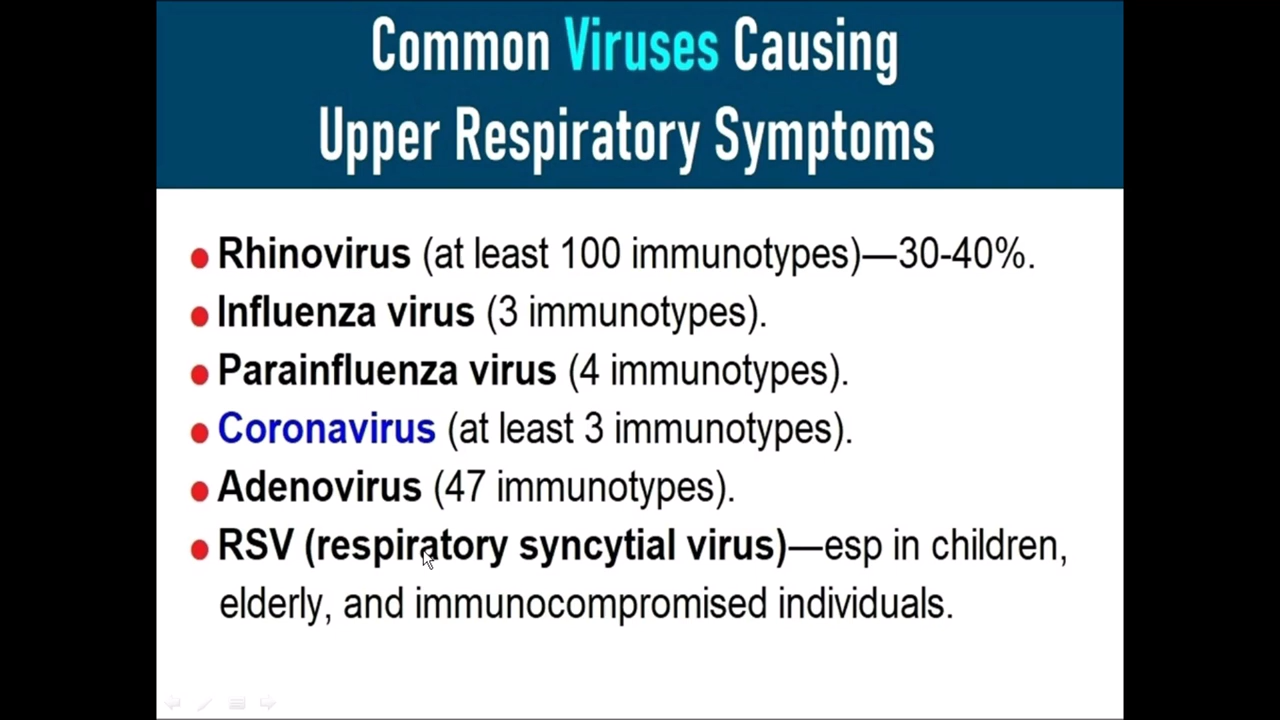 Common Viruses Causing
Upper Respiratory Symptoms
• Rhinovirus (at least 100 immunotypes)—30-40%.
• Influenza virus (3 immunotypes).
• Parainfluenza virus (4 immunotypes).
• Coronavirus (at least 3 immunotypes).
• Adenovirus (47 immunotypes).
• RSV (respiratory syncytial virus)—esp in children,
elderly, and immunocompromised individuals.